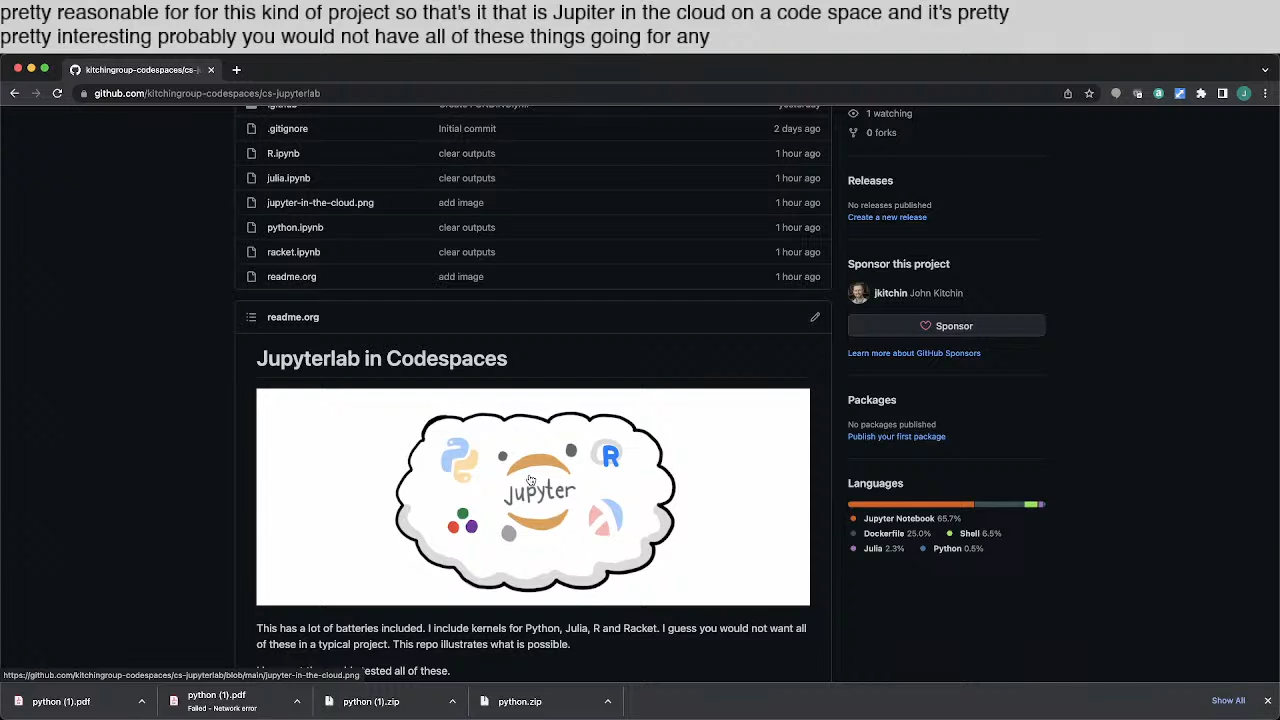 pretty reasonable for for this kind of project so that's it that is Jupiter in the cloud on a code space and it's pretty
pretty interesting probably you would not have all of these things going for any
kitchingroup-codespaces/cs-j
github.com/kitchingroup-codespaces/cs-jupyterlab
J
yesterday
.gitignore Initial commit 2 days ago
R.ipynb clear outputs 1 hour ago
julia.ipynb clear outputs 1 hour ago
jupyter-in-the-cloud.png add image 1 hour ago
python.ipynb clear outputs 1 hour ago
racket.ipynb clear outputs 1 hour ago
readme.org add image 1 hour ago
readme.org
Jupyterlab in Codespaces
R
jupyter
This has a lot of batteries included. I include kernels for Python, Julia, R and Racket. I guess you would not want all
of these in a typical project. This repo illustrates what is possible.
ested all of these.
1 watching
0 forks
Releases
No releases published
Create a new release
Sponsor this project
jkitchin John Kitchin
Sponsor
Learn more about GitHub Sponsors
Packages
No packages published
Publish your first package
Languages
Jupyter Notebook 65.7%
Dockerfile 25.0% Shell 6.5%
Julia 2.3% Python 0.5%
https://github.com/kitchingroup-codespaces/cs-jupyterlab/blob/main/jupyter-in-the-cloud.png
python (1).pdf
python (1).pdf
Failed - Network error
python (1).zip
python.zip
Show All